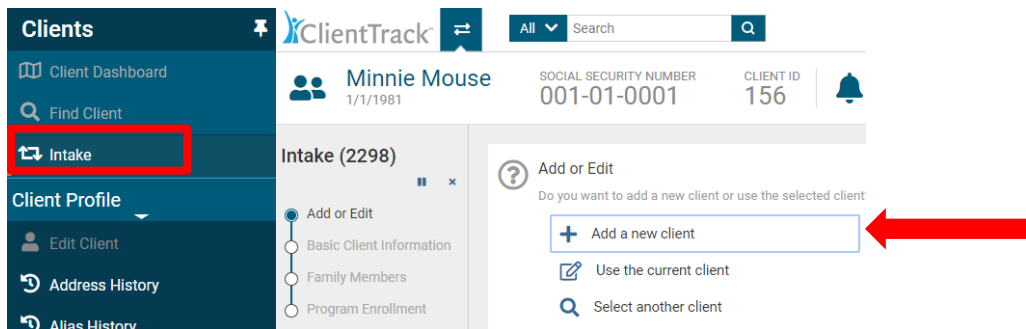 Clients
Client Dashboard
Find Client
Intake
Client Profile
Edit Client
Address History
Alias History
ClientTrack
All Search
Minnie Mouse
1/1/1981
SOCIAL SECURITY NUMBER
001-01-0001
CLIENT ID
156
Intake (2298)
Add or Edit
Basic Client Information
Family Members
Program Enrollment
Add or Edit
Do you want to add a new client or use the selected client
Add a new client
Use the current client
Select another client